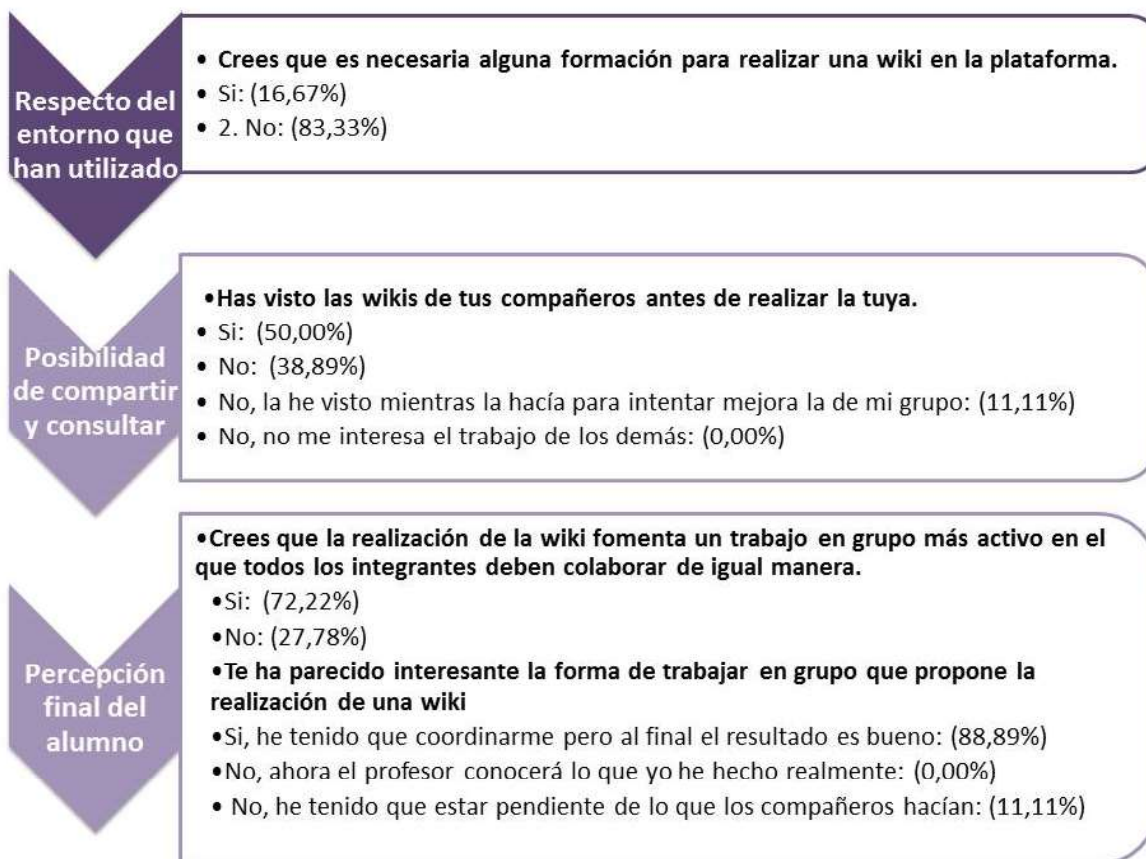 Respecto del
entorno que
han utilizado
• Crees que es necesaria alguna formación para realizar una wiki en la plataforma.
• Si: (16,67%)
• 2. No: (83,33%)
Posibilidad
de compartir
y consultar
•Has visto las wikis de tus compañeros antes de realizar la tuya.
• Si: (50,00%)
• No: (38,89%)
• No, la he visto mientras la hacía para intentar mejora la de mi grupo: (11,11%)
• No, no me interesa el trabajo de los demás: (0,00%)
Percepción
final del
alumno
•Crees que la realización de la wiki fomenta un trabajo en grupo más activo en el
que todos los integrantes deben colaborar de igual manera.
•Si: (72,22%)
•No: (27,78%)
•Te ha parecido interesante la forma de trabajar en grupo que propone la
realización de una wiki
•Si, he tenido que coordinarme pero al final el resultado es bueno: (88,89%)
•No, ahora el profesor conocerá lo que yo he hecho realmente: (0,00%)
• No, he tenido que estar pendiente de lo que los compañeros hacían: (11,11%)